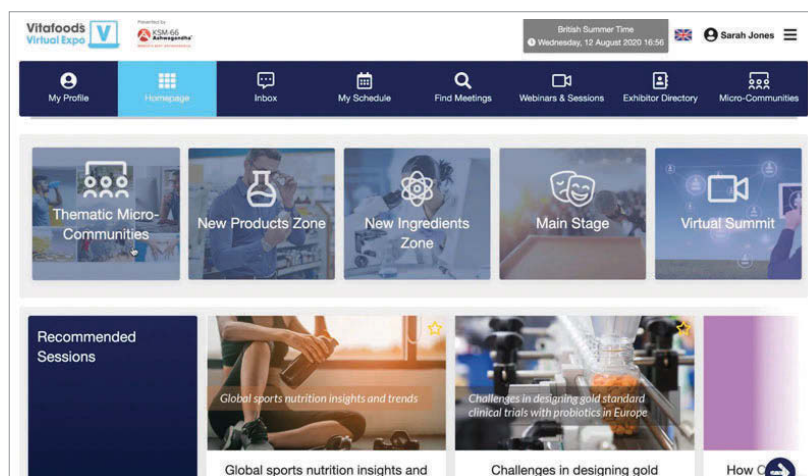 Vitafoods
Virtual Expo
V
Presented by
KSM-66
Ashwagandha
British Summer Time
Wednesday, 12 August 2020 16:56
Sarah Jones
My Profile
Homepage
Inbox
My Schedule
Find Meetings
Webinars & Sessions
Exhibitor Directory
Micro-Communities
Thematic Micro-
Communities
New Products Zone
New Ingredients
Zone
Main Stage
Virtual Summit
Recommended
Sessions
Global sports nutrition insights and trends
Challenges in designing gold standard
clinical trials with probiotics in Europe
Global sports nutrition insights and
Challenges in designing gold
How